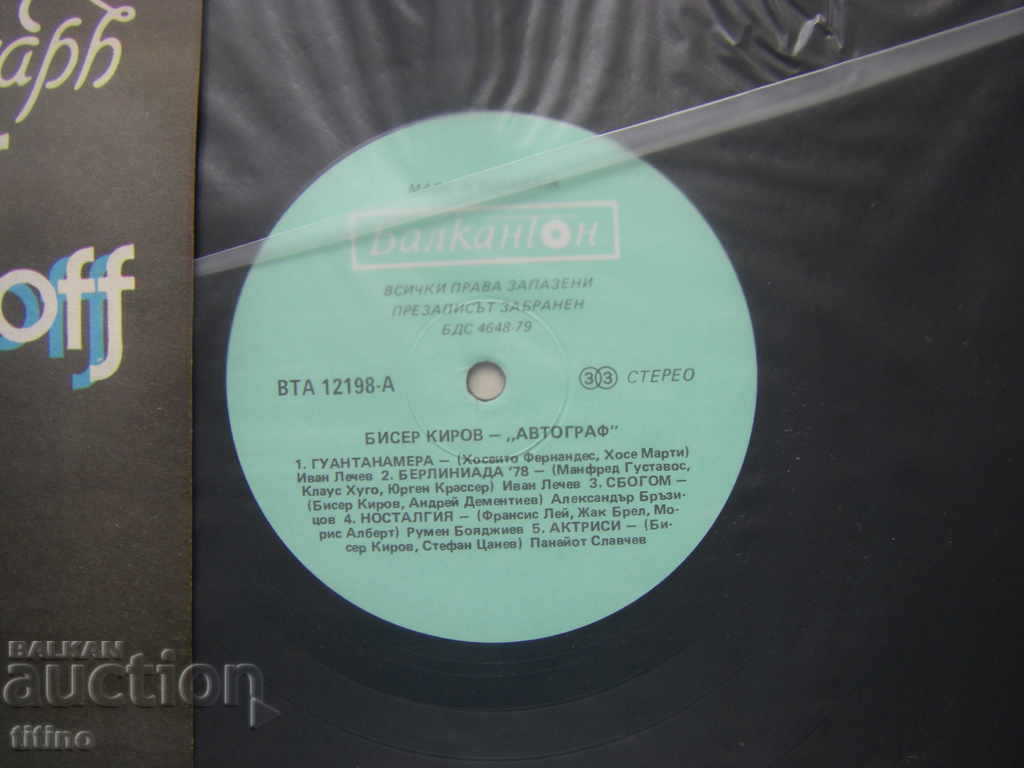 off
Балкантон
ВСИЧКИ ПРАВА ЗАПАЗЕНИ
ПРЕЗАПИСЪТ ЗАБРАНЕН
БДС 4648-79
ВТА 12198-А
33 СТЕРЕО
БИСЕР КИРОВ – „АВТОГРАФ"
1. ГУАНТАНАМЕРА – (Хосеито Фернандес, Хосе Марти)
Иван Лечев 2. БЕРЛИНИАДА '78 – (Манфред Густавос,
Клаус Хуго, Юрген Крассер) Иван Лечев 3. СБОГОМ –
(Бисер Киров, Андрей Дементиев) Александър Бръзи-
цов 4. НОСТАЛГИЯ – (Франсис Лей, Жак Брел, Мо-
рис Алберт) Румен Бояджиев 5. АКТРИСИ – (Би-
сер Киров, Стефан Цанев) Панайот Славчев
BALKAN
auction
titino